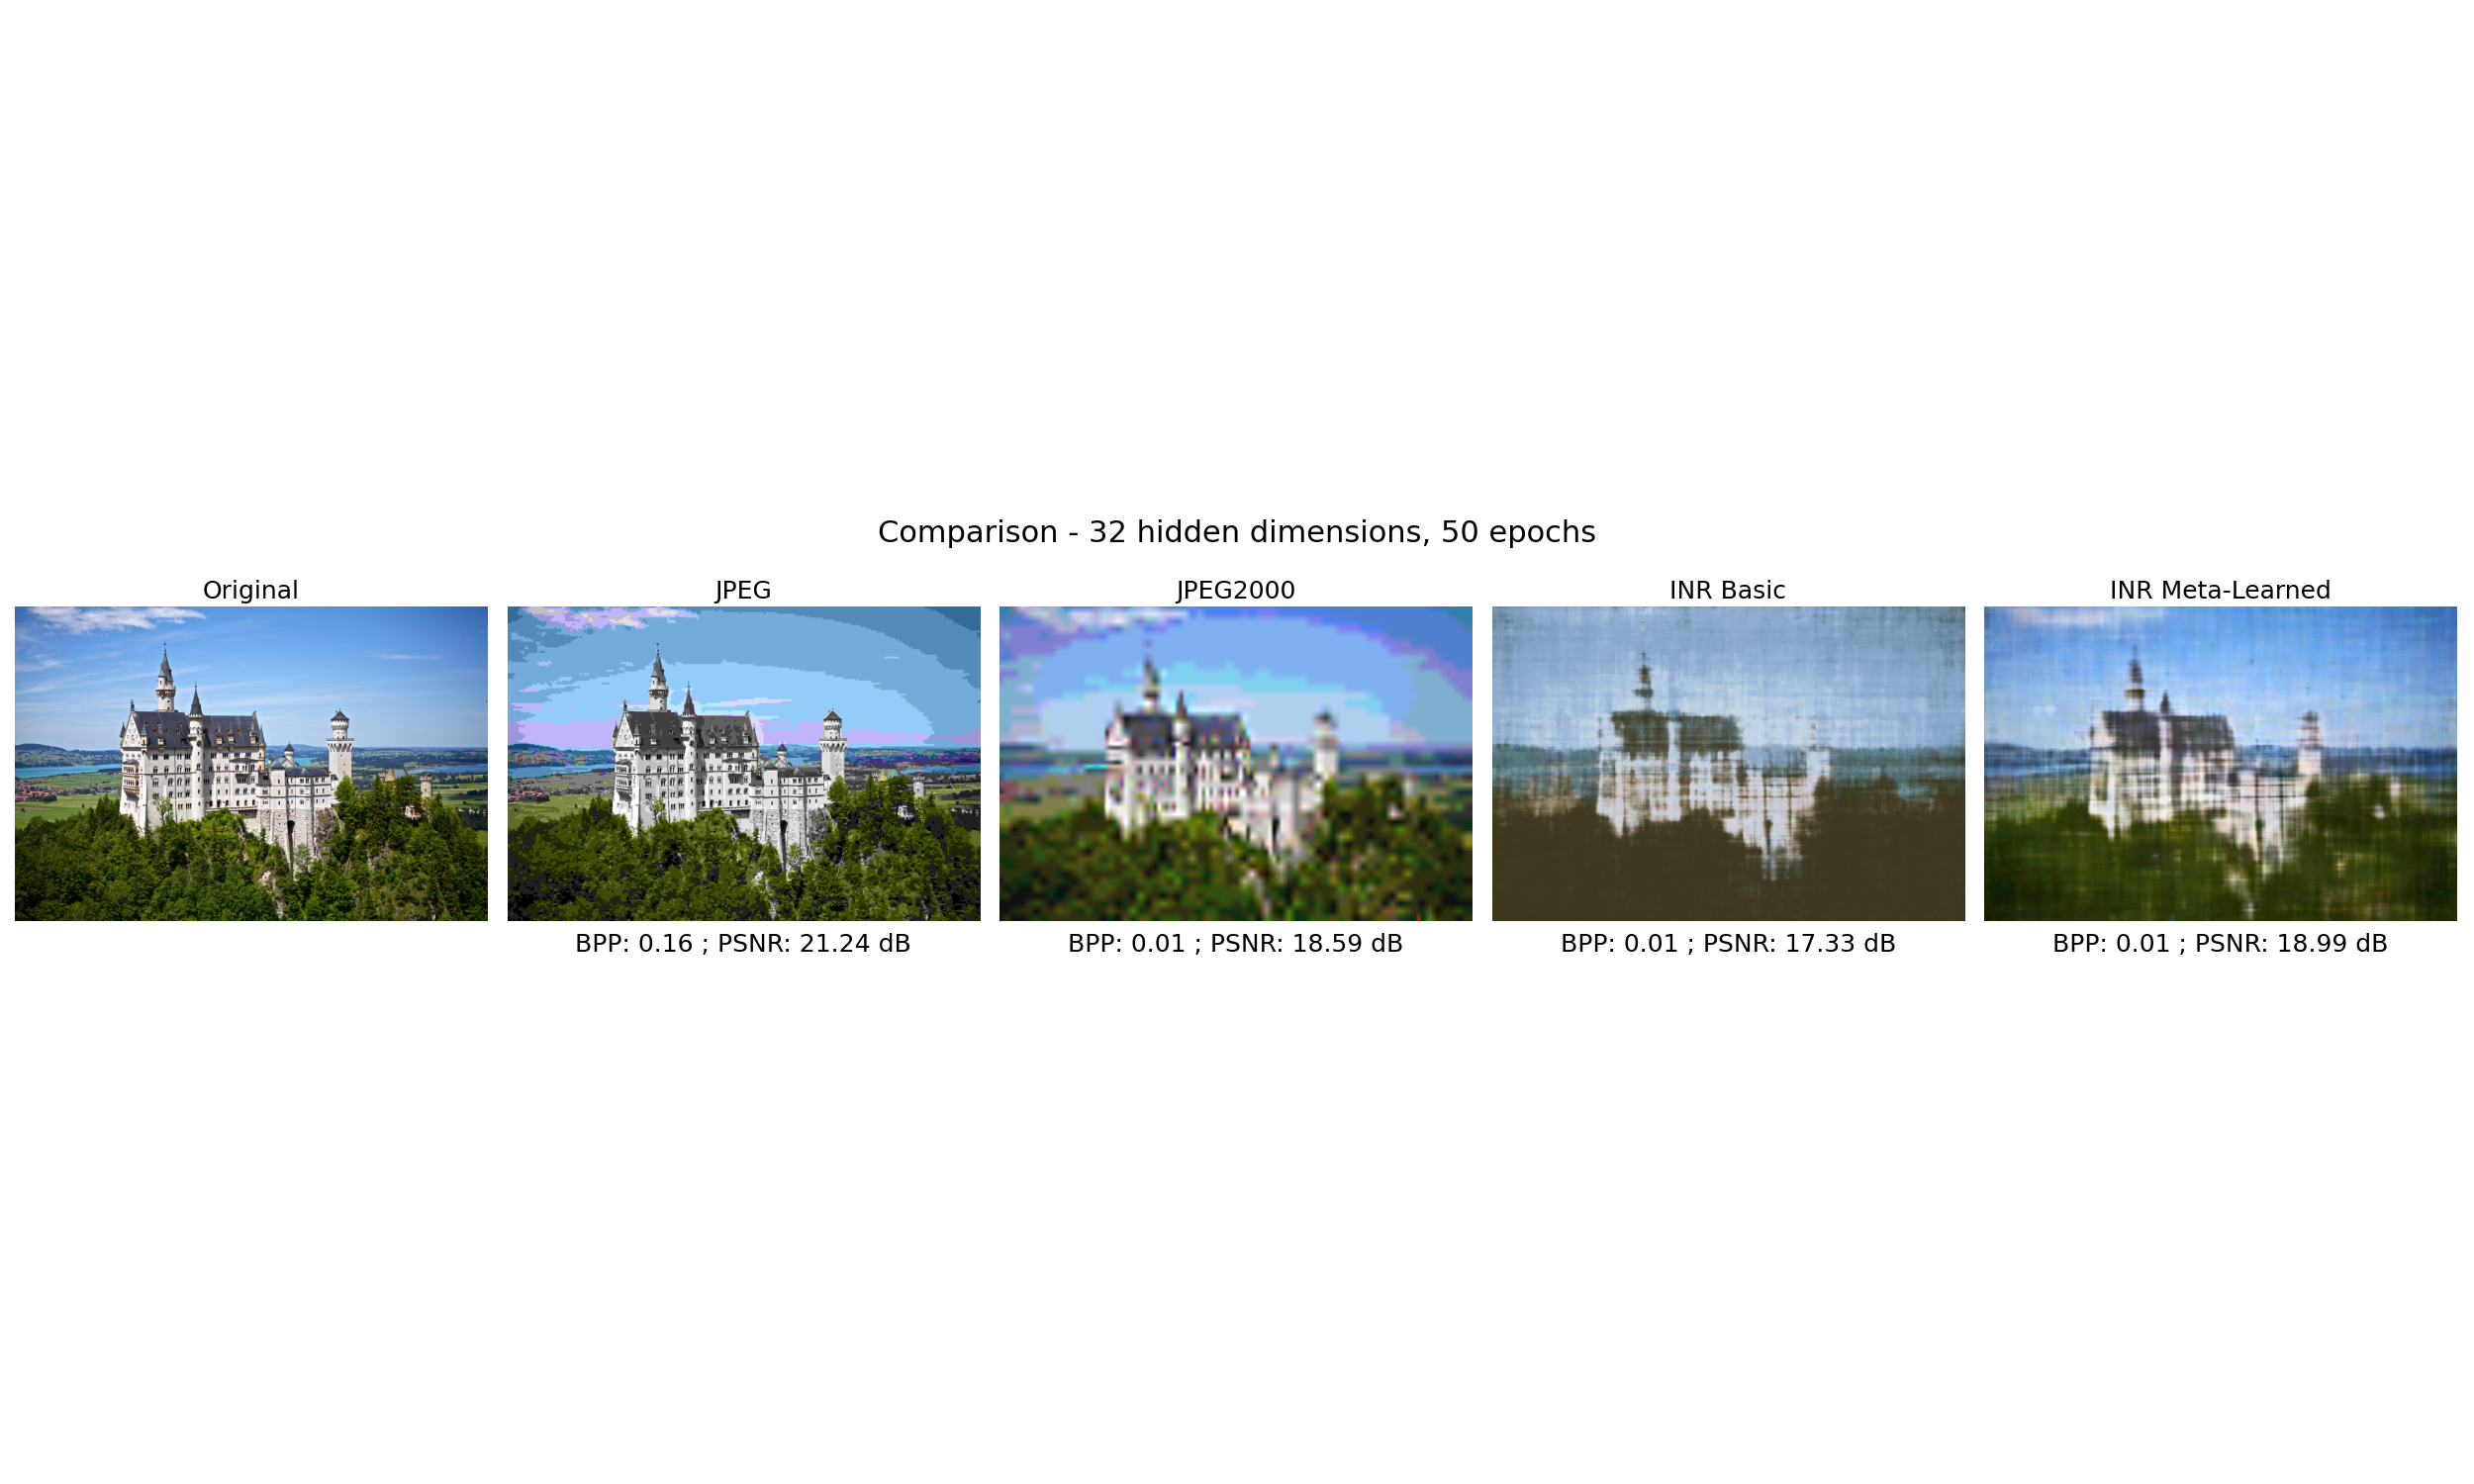 Comparison - 32 hidden dimensions, 50 epochs
Original
JPEG
JPEG2000
INR Basic
INR Meta-Learned
BPP: 0.16 ; PSNR: 21.24 dB
BPP: 0.01 ; PSNR: 18.59 dB
BPP: 0.01 ; PSNR: 17.33 dB
BPP: 0.01 ; PSNR: 18.99 dB